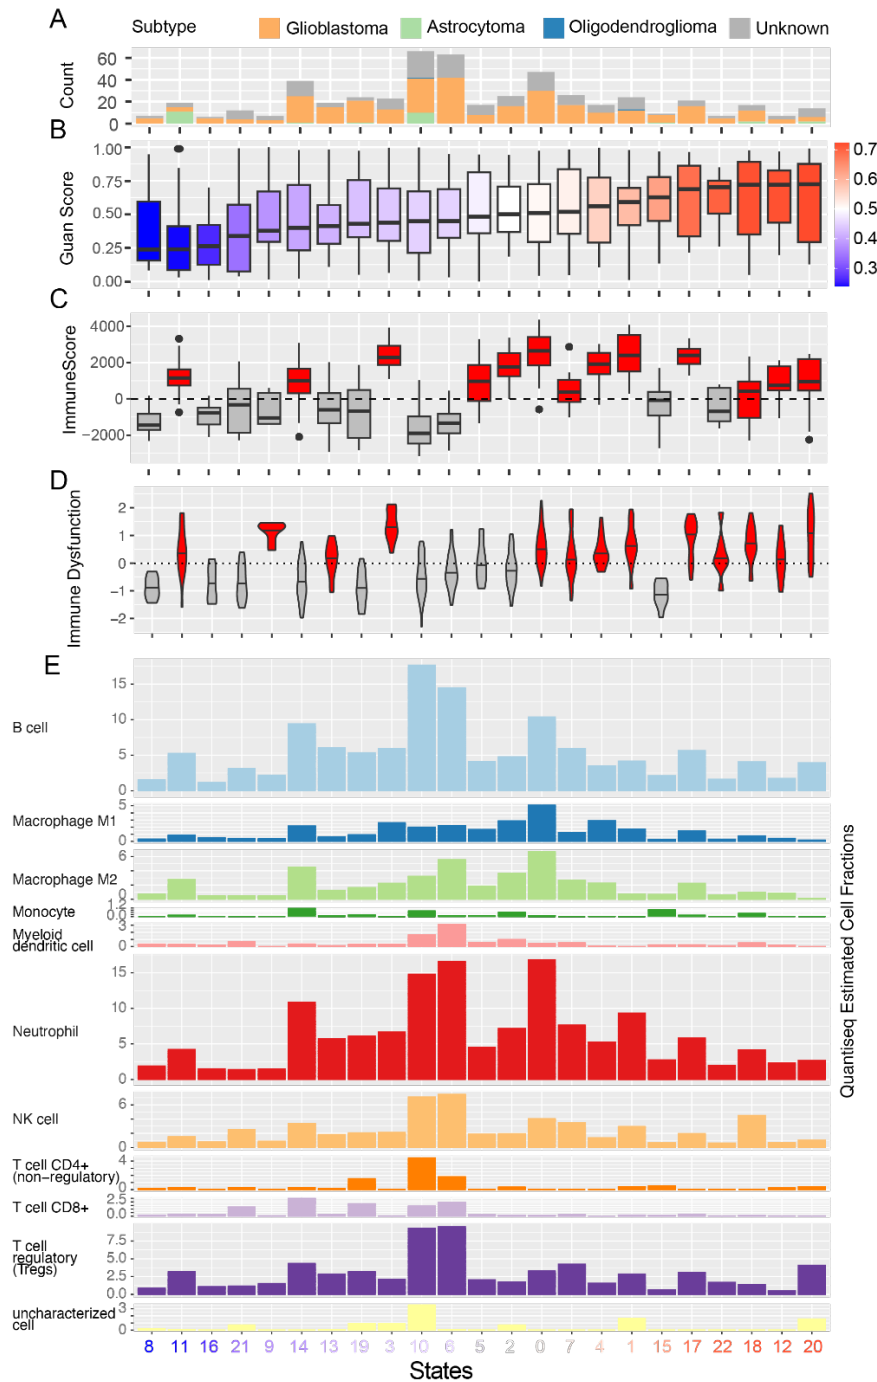 A
Subtype
Glioblastoma
Astrocytoma
Oligodendroglioma
Unknown
Count
60
40
20
0
B
Guan Score
1.00
0.75
0.50
0.25
0.00
0.7
0.6
0.5
0.4
0.3
C
ImmuneScore
4000
2000
0
−2000
D
Immune Dysfunction
2
1
0
−1
−2
E
Quantiseq Estimated Cell Fractions
B cell
15
10
5
0
Macrophage M1
5
0
Macrophage M2
6
0
Monocyte
1.2
0.0
Myeloid
dendritic cell
3
0
Neutrophil
15
10
5
0
NK cell
6
0
T cell CD4+
(non-regulatory)
4
0
T cell CD8+
2.5
0.0
T cell
regulatory
(Tregs)
7.5
5.0
2.5
0.0
uncharacterized
cell
3
0
8 11 16 21 9 14 13 19 3 10 6 5 2 0 7 4 1 15 17 22 18 12 20
States